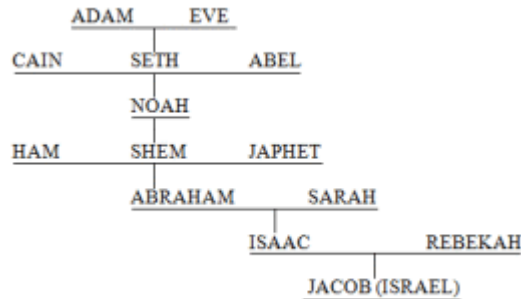 ADAM EVE
CAIN SETH ABEL
NOAH
HAM SHEM JAPHET
ABRAHAM SARAH
ISAAC REBEKAH
JACOB (ISRAEL)